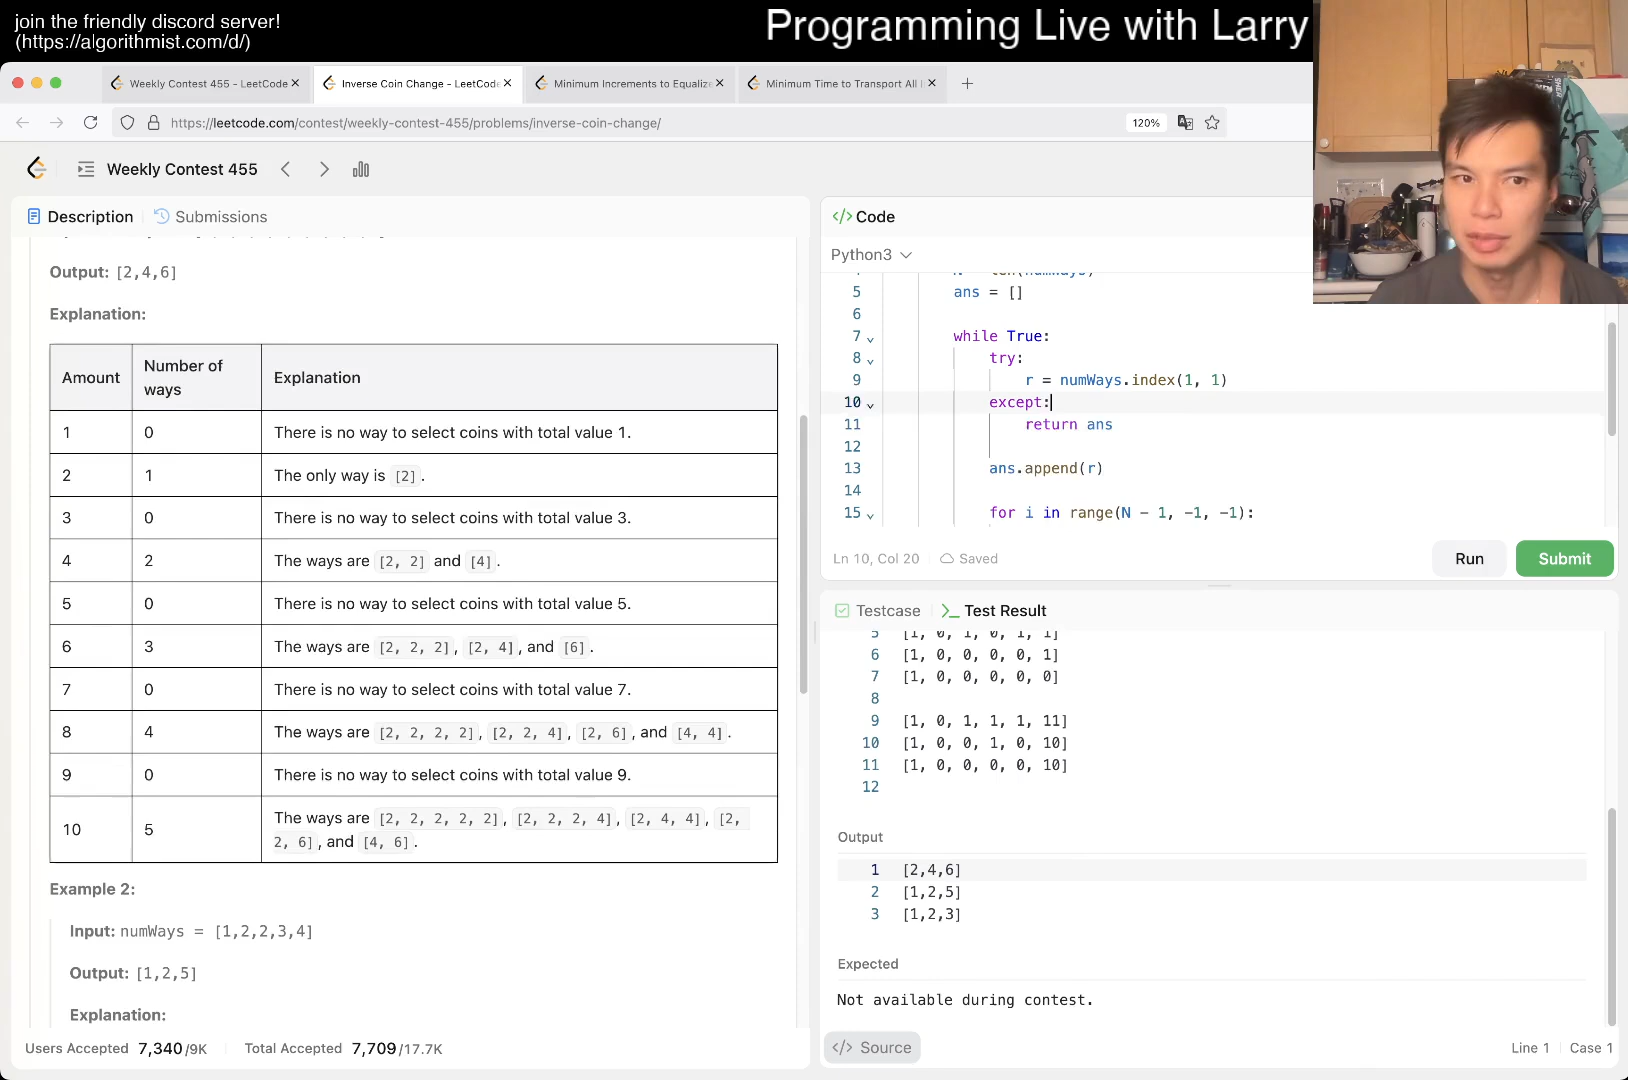 join the friendly discord server!
(https://algorithmist.com/d/)
Programming Live with Larry
Weekly Contest 455 - LeetCode
Inverse Coin Change - LeetCode
Minimum Increments to Equalize
Minimum Time to Transport All
https://leetcode.com/contest/weekly-contest-455/problems/inverse-coin-change/
120%
Weekly Contest 455
Description
Submissions
Output: [2,4,6]
Explanation:
Amount Number of ways Explanation
1 0 There is no way to select coins with total value 1.
2 1 The only way is [2].
3 0 There is no way to select coins with total value 3.
4 2 The ways are [2, 2] and [4].
5 0 There is no way to select coins with total value 5.
6 3 The ways are [2, 2, 2], [2, 4], and [6].
7 0 There is no way to select coins with total value 7.
8 4 The ways are [2, 2, 2, 2], [2, 2, 4], [2, 6], and [4, 4].
9 0 There is no way to select coins with total value 9.
10 5 The ways are [2, 2, 2, 2, 2], [2, 2, 2, 4], [2, 4, 4], [2,
2, 6], and [4, 6].
Example 2:
Input: numWays = [1,2,2,3,4]
Output: [1,2,5]
Explanation:
Users Accepted 7,340/9K Total Accepted 7,709/17.7K
</> Code
Python3
5 ans = []
6
7 while True:
8 try:
9 r = numWays.index(1, 1)
10 except:
11 return ans
12
13 ans.append(r)
14
15 for i in range(N - 1, -1, -1):
Ln 10, Col 20 Saved
Run
Submit
Testcase
>_ Test Result
5 [1, 0, 1, 0, 1, 1]
6 [1, 0, 0, 0, 0, 1]
7 [1, 0, 0, 0, 0, 0]
8
9 [1, 0, 1, 1, 1, 11]
10 [1, 0, 0, 1, 0, 10]
11 [1, 0, 0, 0, 0, 10]
12
Output
1 [2,4,6]
2 [1,2,5]
3 [1,2,3]
Expected
Not available during contest.
</> Source
Line 1 Case 1